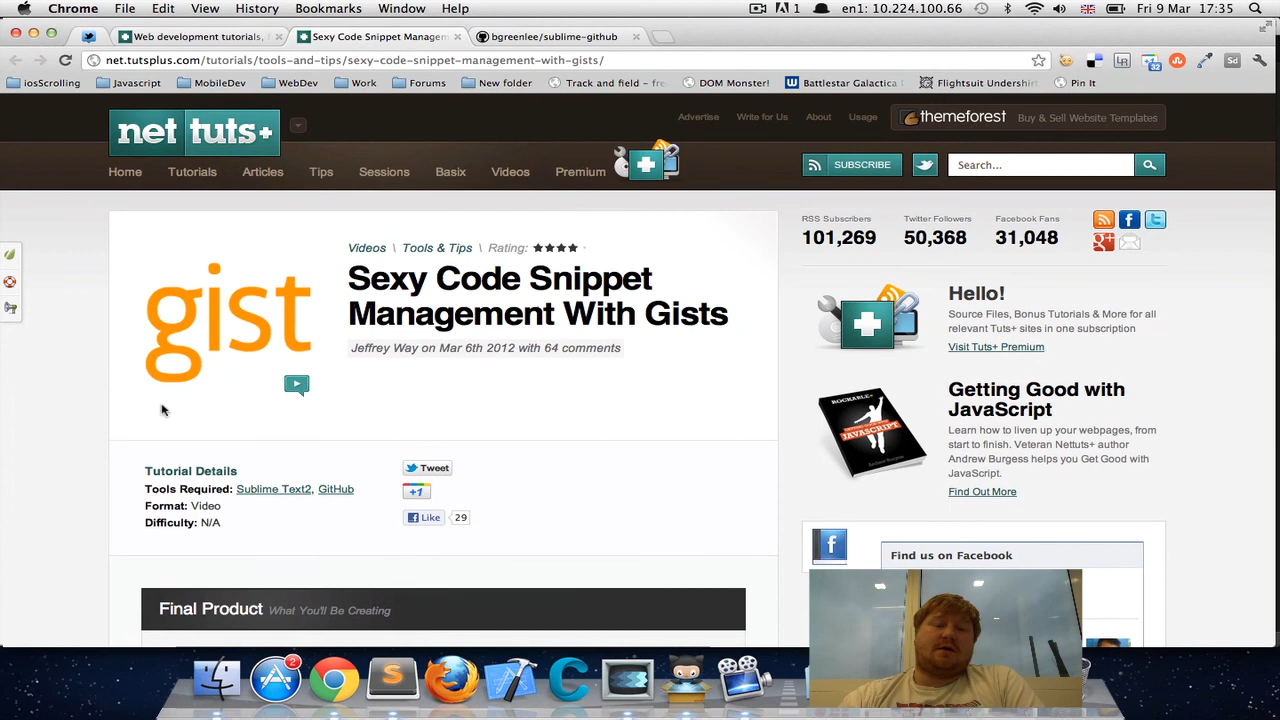 Chrome File Edit View History Bookmarks Window Help 1 en1: 10.224.100.66 Fri 9 Mar 17:35
Web development tutorials, Sexy Code Snippet Managem bgreenlee/sublime-github
net.tutsplus.com/tutorials/tools-and-tips/sexy-code-snippet-management-with-gists/ 32 LR Sd
iosScrolling Javascript MobileDev WebDev Work Forums New folder Track and field – fre DOM Monster! W Battlestar Galactica D Flightsuit Undershirt Pin It
Advertise Write for Us About Usage themeforest Buy & Sell Website Templates
net tuts+
Home Tutorials Articles Tips Sessions Basix Videos Premium SUBSCRIBE Search...
RSS Subscribers Twitter Followers Facebook Fans
101,269 50,368 31,048
Videos \ Tools & Tips \ Rating:
gist
Sexy Code Snippet
Management With Gists
Jeffrey Way on Mar 6th 2012 with 64 comments
Hello!
Source Files, Bonus Tutorials & More for all
relevant Tuts+ sites in one subscription
Visit Tuts+ Premium
ROCKABLE
JAVASCRIPT
Getting Good with
JavaScript
Learn how to liven up your webpages, from
start to finish. Veteran Nettuts+ author
Andrew Burgess helps you Get Good with
JavaScript.
Find Out More
Tutorial Details
Tools Required: Sublime Text2, GitHub
Format: Video
Difficulty: N/A
Tweet
+1
Like 29
Find us on Facebook
Final Product What You'll Be Creating
2